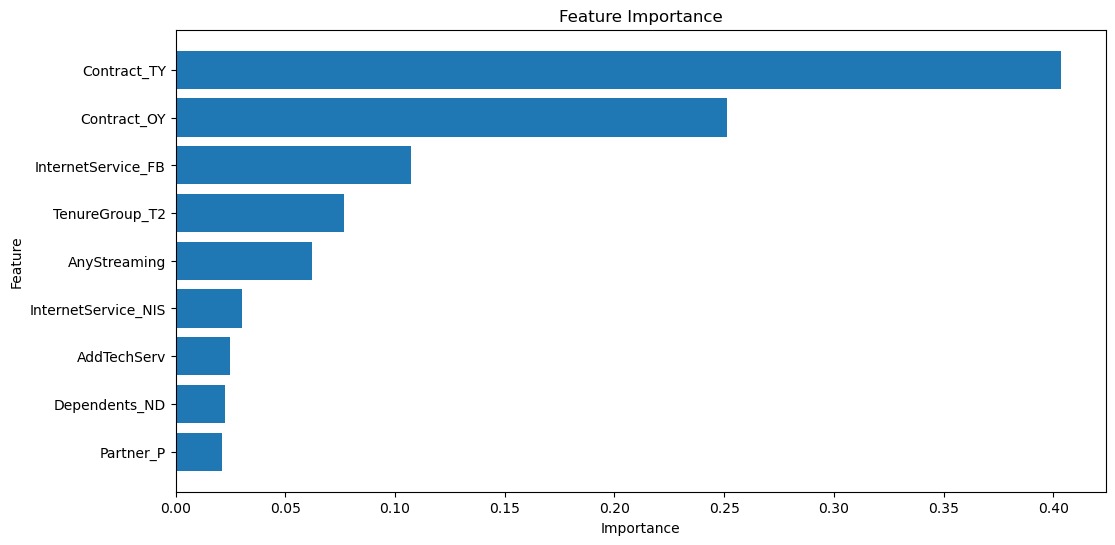 Feature Importance
Contract_TY
Contract_OY
InternetService_FB
TenureGroup_T2
AnyStreaming
InternetService_NIS
AddTechServ
Dependents_ND
Partner_P
Feature
0.00 0.05 0.10 0.15 0.20 0.25 0.30 0.35 0.40
Importance